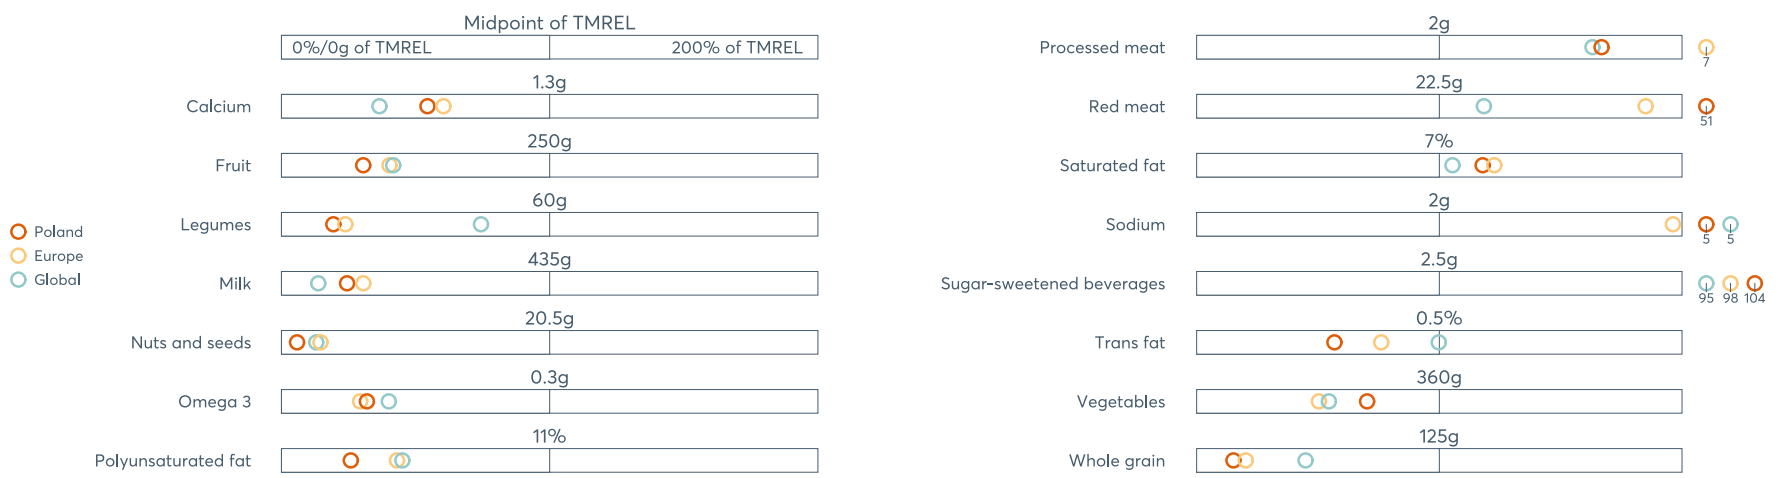 Midpoint of TMREL
0%/0g of TMREL 200% of TMREL
1.3g
Calcium
250g
Fruit
60g
Legumes
435g
Milk
20.5g
Nuts and seeds
0.3g
Omega 3
11%
Polyunsaturated fat
Poland
Europe
Global
2g
Processed meat
7
22.5g
Red meat
51
7%
Saturated fat
2g
Sodium
5 5
2.5g
Sugar-sweetened beverages
95 98 104
0.5%
Trans fat
360g
Vegetables
125g
Whole grain